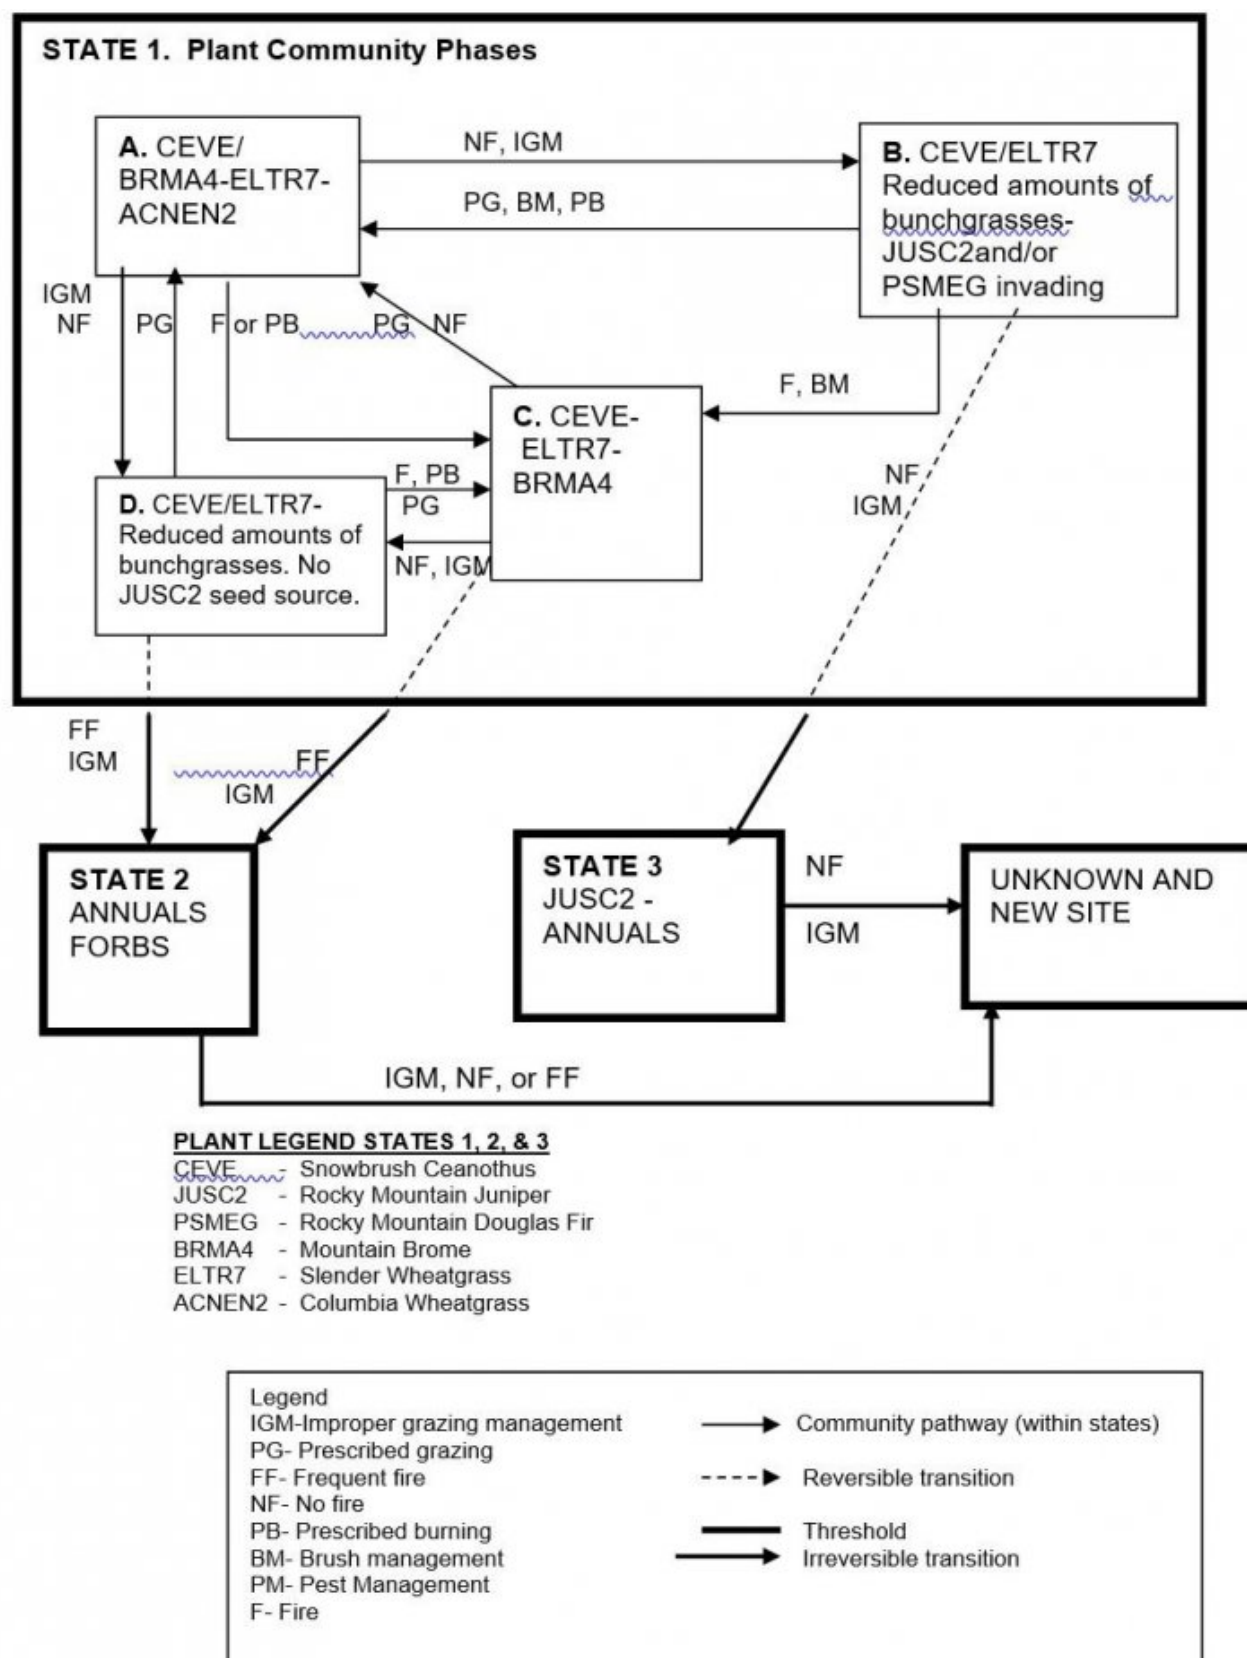 STATE 1. Plant Community Phases
A. CEVE/
BRMA4-ELTR7-
ACNEN2
NF, IGM
PG, BM, PB
B. CEVE/ELTR7
Reduced amounts of
bunchgrasses-
JUSC2and/or
PSMEG invading
IGM
NF
PG
F or PB
PG
NF
F, BM
C. CEVE-
ELTR7-
BRMA4
D. CEVE/ELTR7-
Reduced amounts of
bunchgrasses. No
JUSC2 seed source.
F, PB
PG
NF, IGM
NF
IGM
FF
IGM
FF
IGM
STATE 2
ANNUALS
FORBS
STATE 3
JUSC2 -
ANNUALS
NF
IGM
UNKNOWN AND
NEW SITE
IGM, NF, or FF
PLANT LEGEND STATES 1, 2, & 3
CEVE - Snowbrush Ceanothus
JUSC2 - Rocky Mountain Juniper
PSMEG - Rocky Mountain Douglas Fir
BRMA4 - Mountain Brome
ELTR7 - Slender Wheatgrass
ACNEN2 - Columbia Wheatgrass
Legend
IGM-Improper grazing management
PG- Prescribed grazing
FF- Frequent fire
NF- No fire
PB- Prescribed burning
BM- Brush management
PM- Pest Management
F- Fire
Community pathway (within states)
Reversible transition
Threshold
Irreversible transition